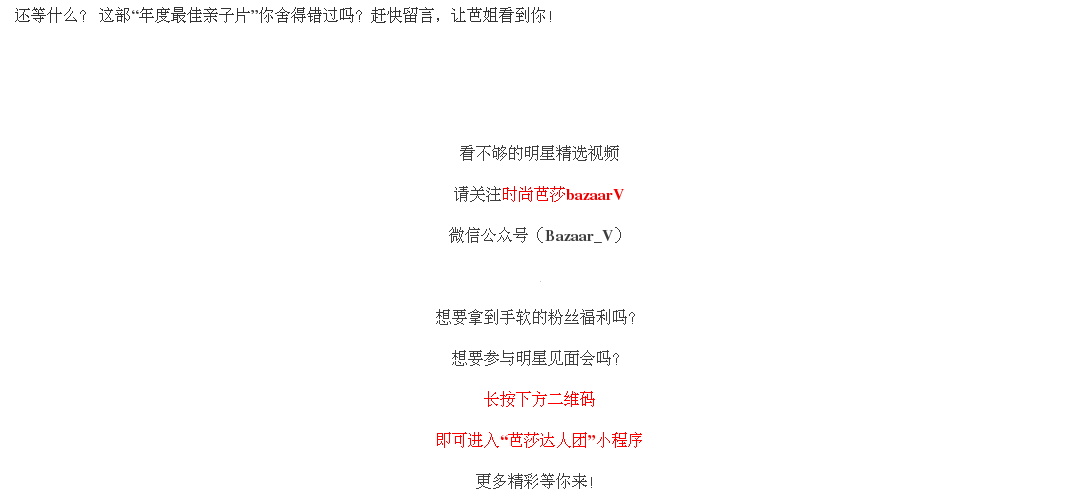 还等什么？ 这部“年度最佳亲子片”你舍得错过吗？赶快留言，让芭姐看到你！
看不够的明星精选视频
请关注时尚芭莎bazaarV
微信公众号（Bazaar_V）
想要拿到手软的粉丝福利吗？
想要参与明星见面会吗？
长按下方二维码
即可进入“芭莎达人团”小程序
更多精彩等你来！